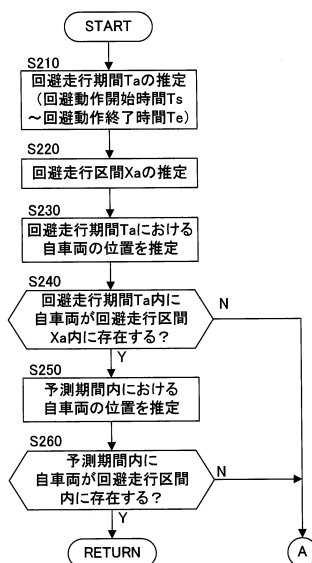 START
S210
回避走行期間Taの推定
(回避動作開始時間Ts
～回避動作終了時間Te)
S220
回避走行区間Xaの推定
S230
回避走行期間Taにおける
自車両の位置を推定
S240
回避走行期間Ta内に
自車両が回避走行区間
Xa内に存在する？
N
Y
S250
予測期間内における
自車両の位置を推定
S260
予測期間内に
自車両が回避走行区間
内に存在する？
N
Y
RETURN
A